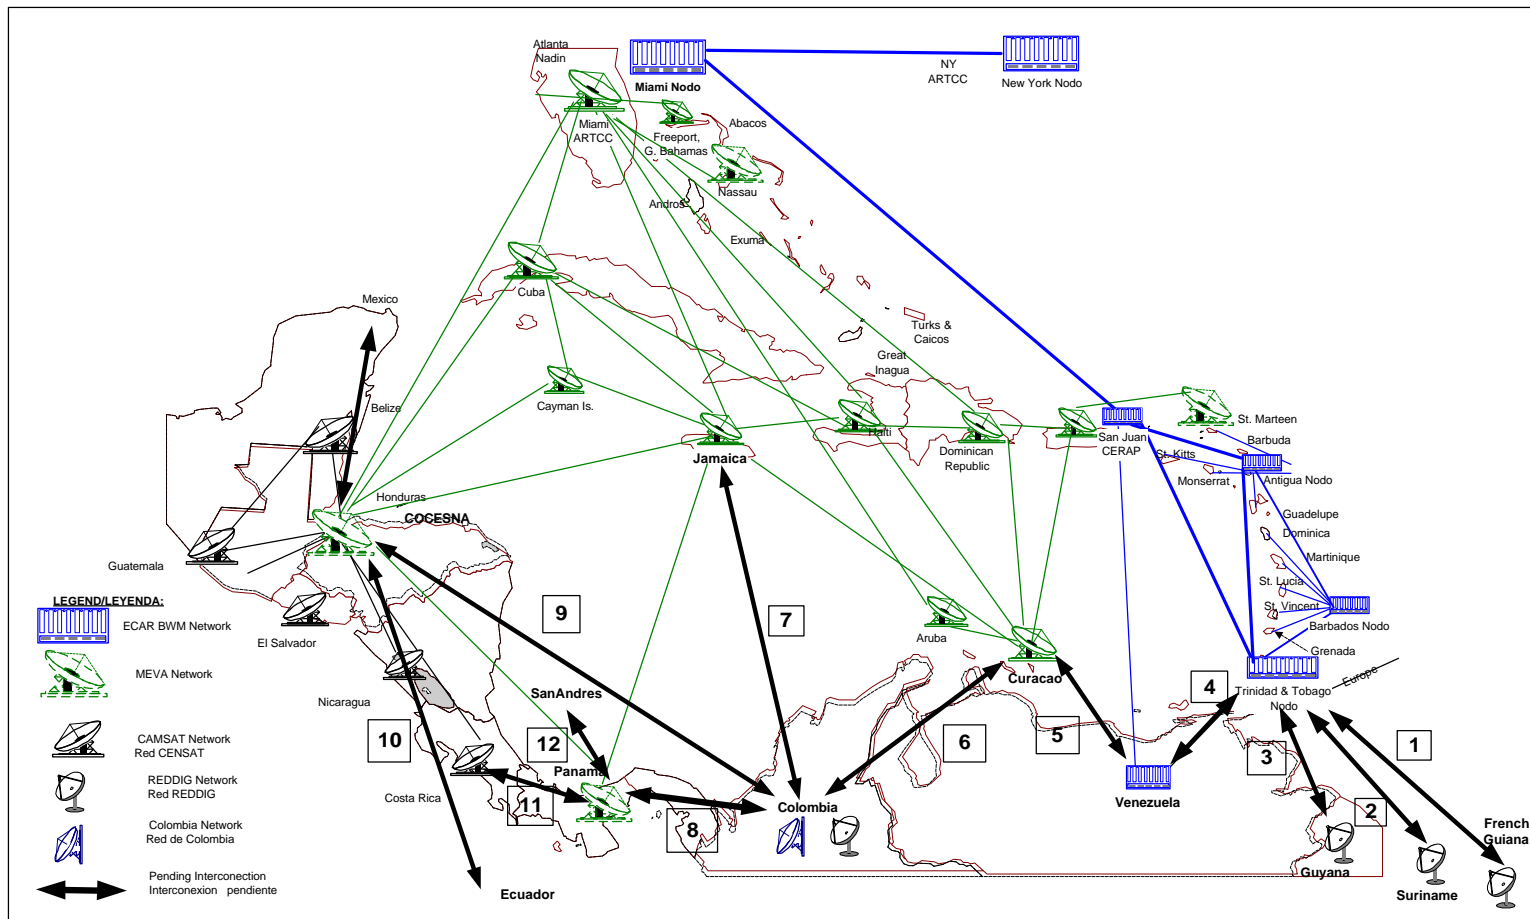 Atlanta
Nadin
Miami Nodo
NY
ARTCC
New York Nodo
Miami
ARTCC
Freeport,
G. Bahamas
Abacos
Nassau
Andros
Exuma
Cuba
Mexico
Turks &
Caicos
Great
Inagua
Cayman Is.
Belize
Jamaica
Haiti
Dominican
Republic
San Juan
CERAP
St. Marteen
Barbuda
St. Kitts
Monserrat
Antigua Nodo
Honduras
COCESNA
Guadelupe
Dominica
Martinique
Guatemala
St. Lucia
St. Vincent
Barbados Nodo
Grenada
LEGEND/LEYENDA:
ECAR BWM Network
El Salvador
9
7
Aruba
Curacao
Trinidad & Tobago
Nodo
Europe
MEVA Network
Nicaragua
SanAndres
4
10
12
6
5
3
1
CAMSAT Network
Red CENSAT
Panama
Costa Rica
11
8
Colombia
Venezuela
2
REDDIG Network
Red REDDIG
French
Guiana
Colombia Network
Red de Colombia
Guyana
Suriname
Pending Interconection
Interconexion pendiente
Ecuador